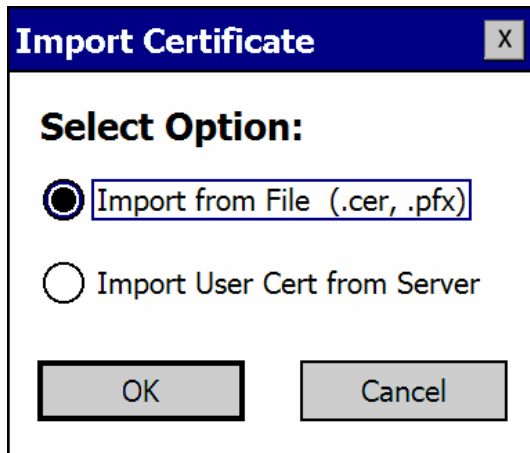 Import Certificate X
Select Option:
Import from File (.cer, .pfx)
Import User Cert from Server
OK Cancel